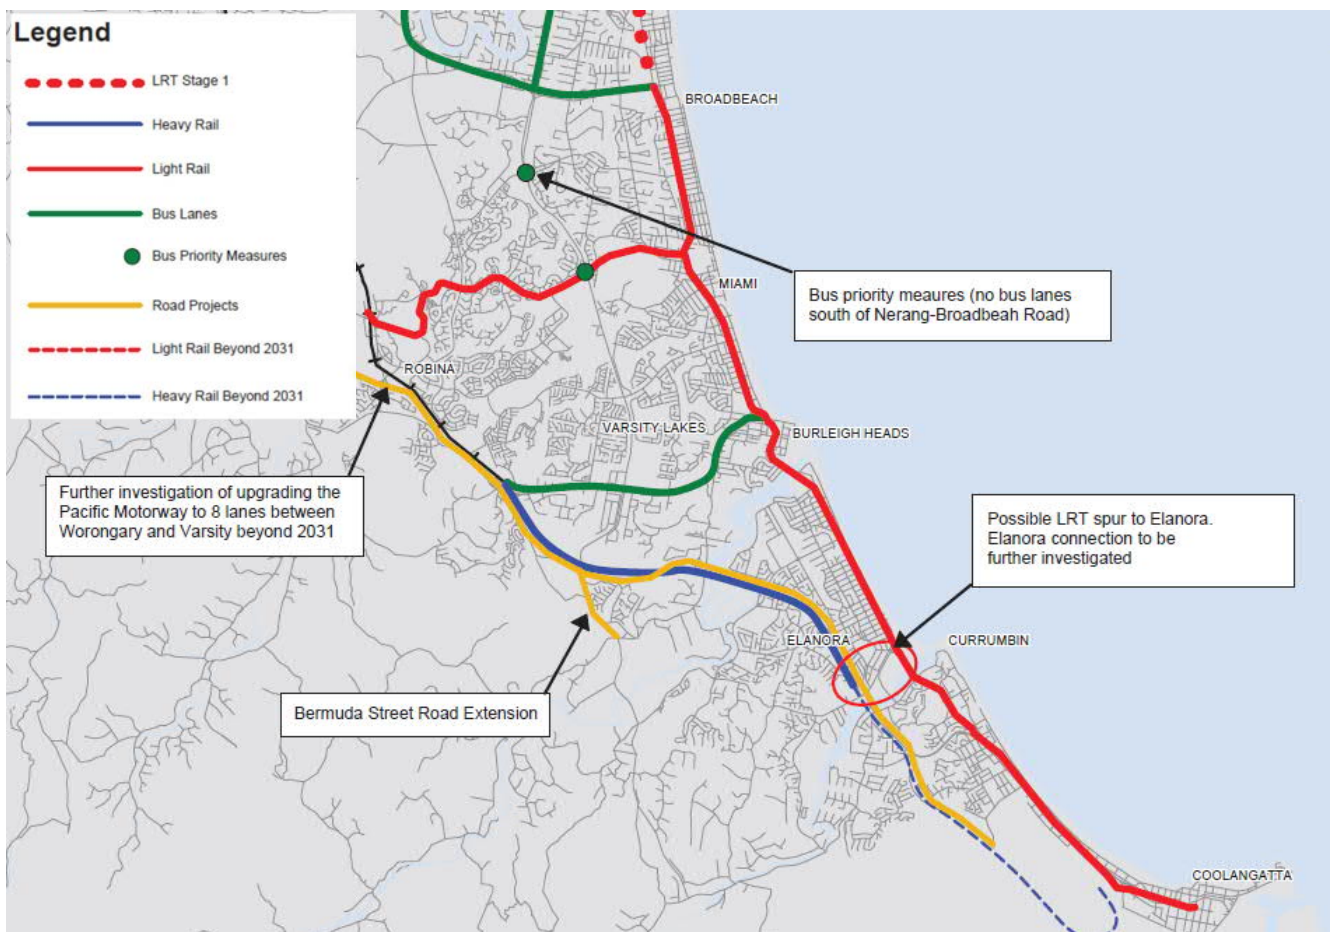 Legend
LRT Stage 1
Heavy Rail
Light Rail
Bus Lanes
Bus Priority Measures
Road Projects
Light Rail Beyond 2031
Heavy Rail Beyond 2031
BROADBEACH
MIAMI
Bus priority meaures (no bus lanes
south of Nerang-Broadbeah Road)
ROBINA
VARSITY LAKES
BURLEIGH HEADS
Further investigation of upgrading the
Pacific Motorway to 8 lanes between
Worongary and Varsity beyond 2031
Possible LRT spur to Elanora.
Elanora connection to be
further investigated
ELANORA
CURRUMBIN
Bermuda Street Road Extension
COOLANGATTA